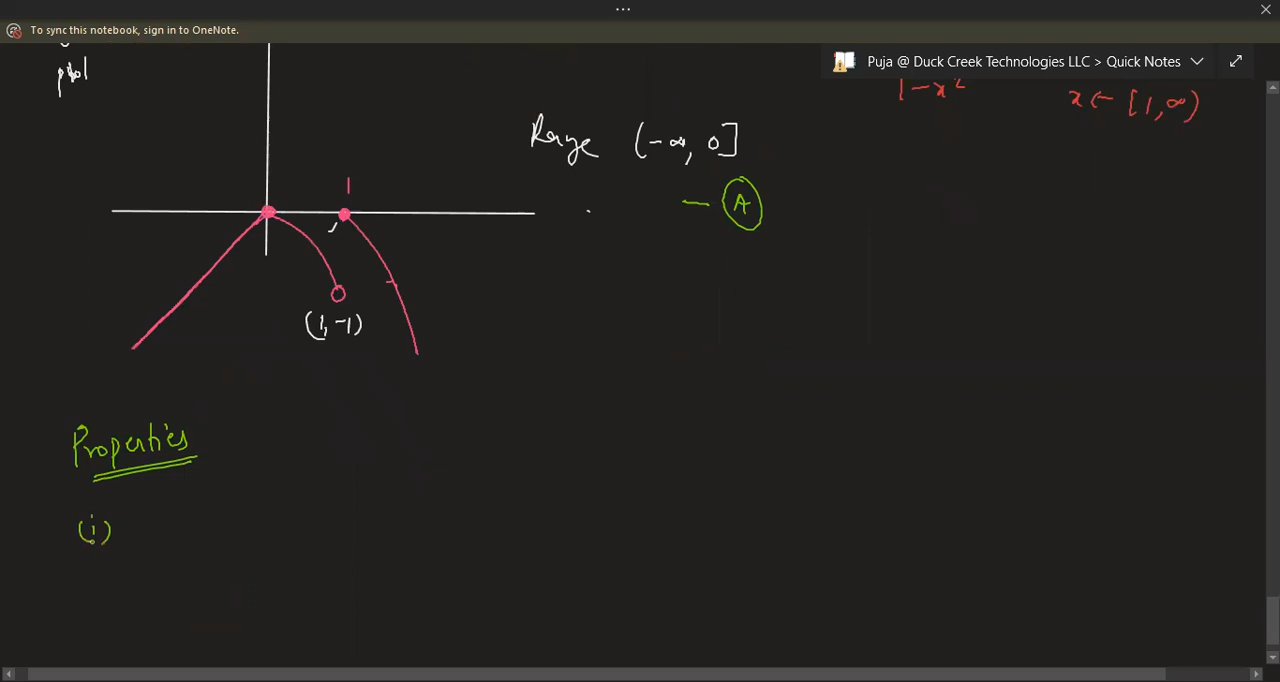 To sync this notebook, sign in to OneNote.
Puja @ Duck Creek Technologies LLC > Quick Notes
plot
1-x²
x ← [1, ∞)
Range (-∞, 0]
1
— A
(1, -1)
Properties
(i)